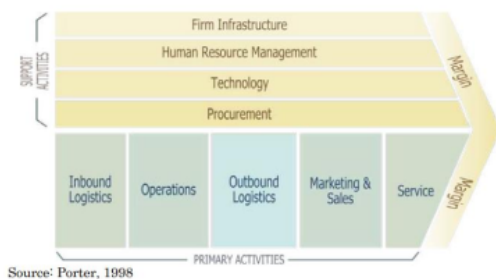 Firm Infrastructure
Human Resource Management
Technology
Procurement
SUPPORT
ACTIVITIES
Margin
Inbound
Logistics
Operations
Outbound
Logistics
Marketing &
Sales
Service
Margin
PRIMARY ACTIVITIES
Source: Porter, 1998